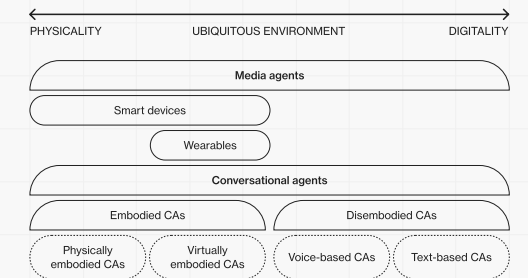 PHYSICALITY UBIQUITOUS ENVIRONMENT DIGITALITY
Media agents
Smart devices
Wearables
Conversational agents
Embodied CAs Disembodied CAs
Physically embodied CAs
Virtually embodied CAs
Voice-based CAs
Text-based CAs